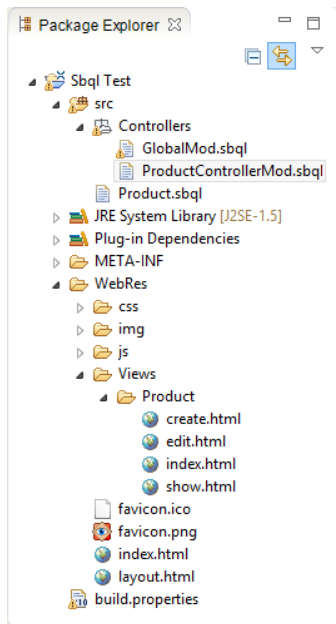 Package Explorer
Sbql Test
src
Controllers
GlobalMod.sbql
ProductControllerMod.sbql
Product.sbql
JRE System Library [J2SE-1.5]
Plug-in Dependencies
META-INF
WebRes
css
img
js
Views
Product
create.html
edit.html
index.html
show.html
favicon.ico
favicon.png
index.html
layout.html
build.properties